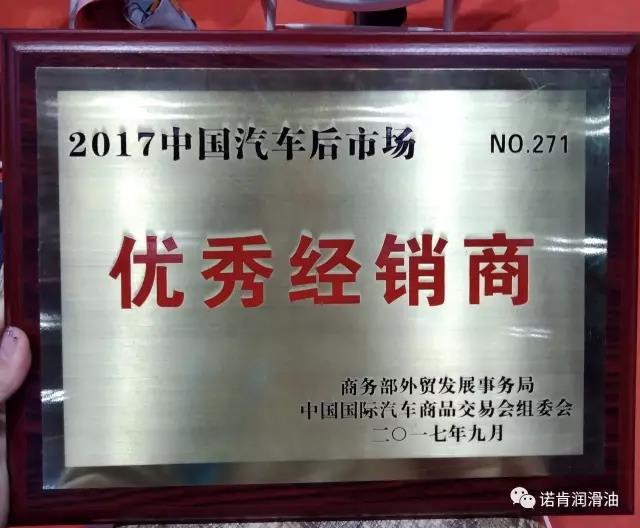 2017中国汽车后市场 NO.271
优秀经销商
商务部外贸发展事务局
中国国际汽车商品交易会组委会
二〇一七年九月
诺肯润滑油